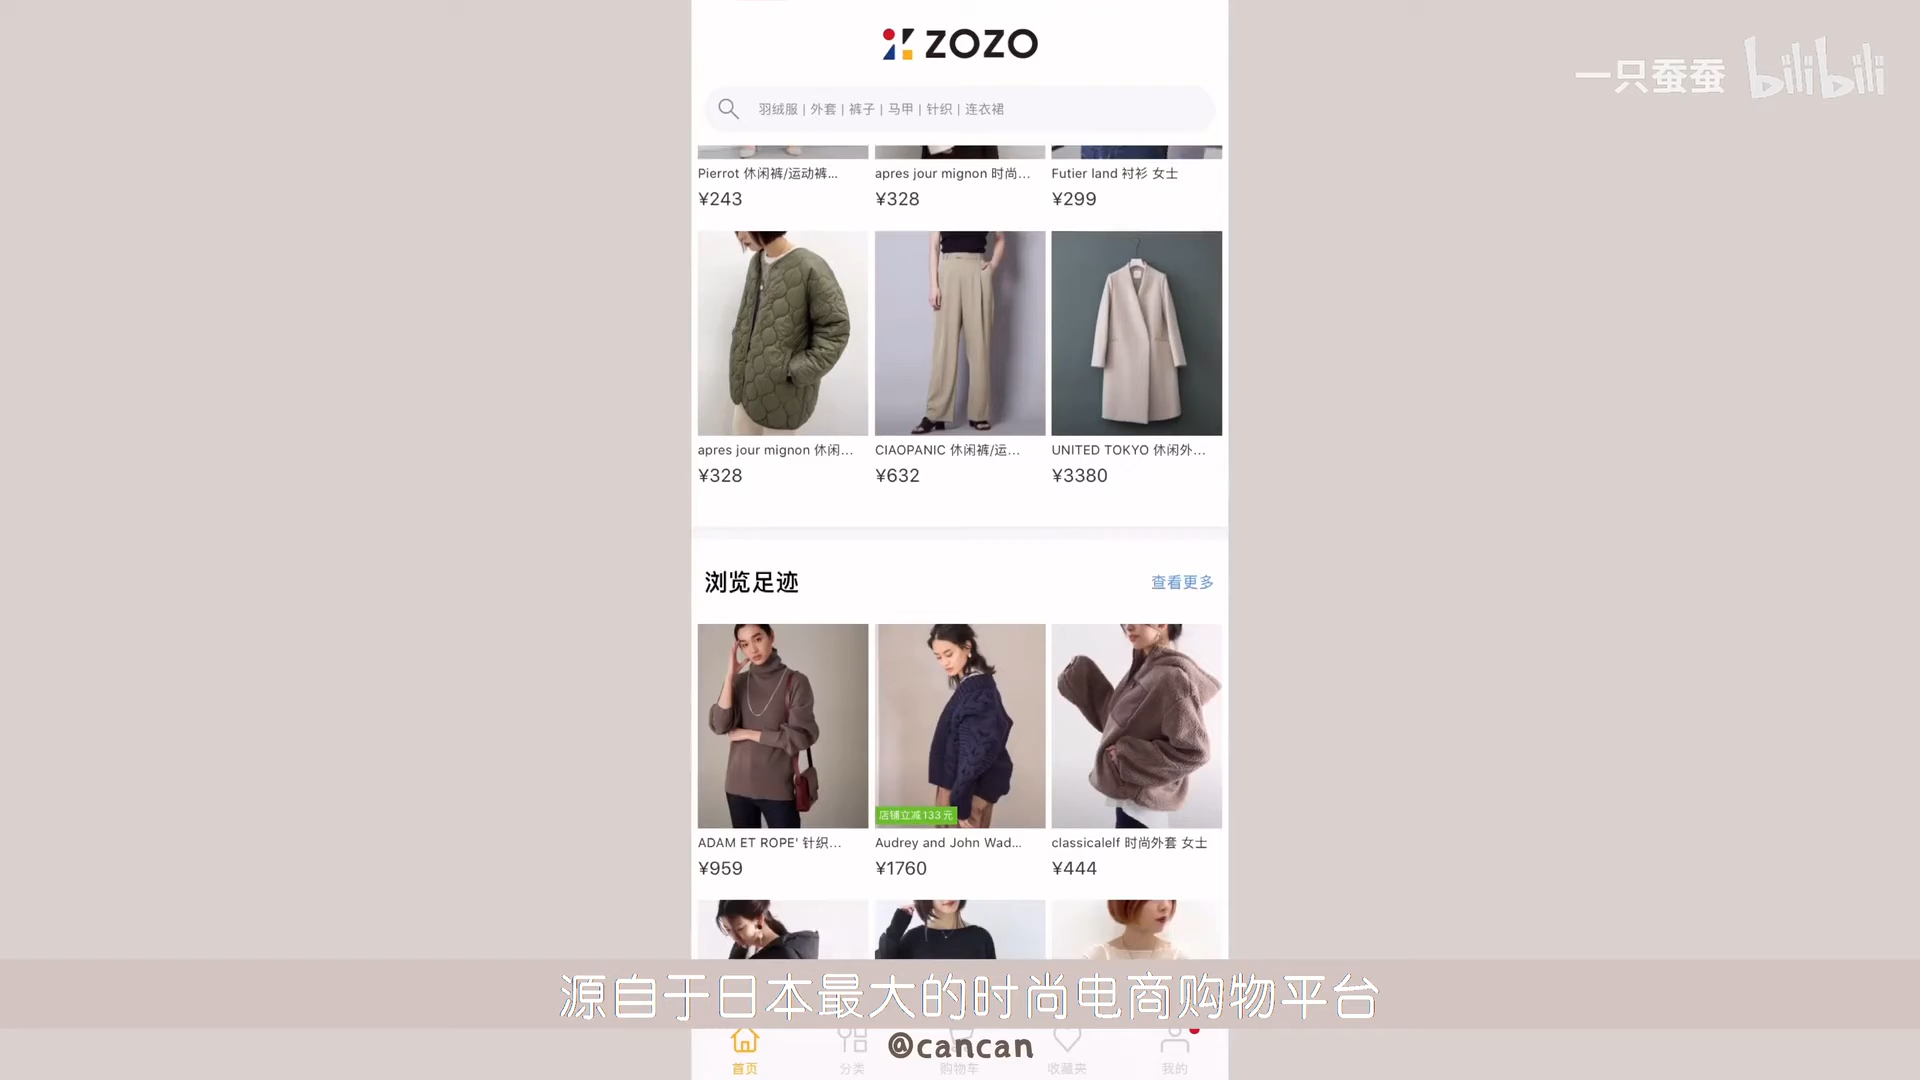 ZOZO
一只蚕蚕 bilibili
羽绒服 | 外套 | 裤子 | 马甲 | 针织 | 连衣裙
Pierrot 休闲裤/运动裤...
apres jour mignon 时尚...
Futier land 衬衫 女士
¥243
¥328
¥299
apres jour mignon 休闲...
CIAOPANIC 休闲裤/运...
UNITED TOKYO 休闲外...
¥328
¥632
¥3380
浏览足迹
查看更多
店铺立减133元
ADAM ET ROPE' 针织...
Audrey and John Wad...
classicalelf 时尚外套 女士
¥959
¥1760
¥444
源自于日本最大的时尚电商购物平台
@cancan
首页
分类
购物车
收藏夹
我的